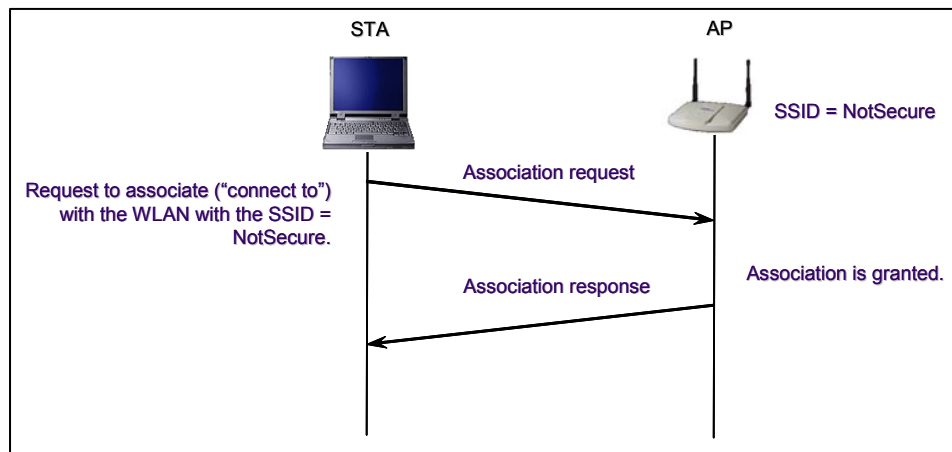 STA
AP
SSID = NotSecure
Association request
Request to associate (“connect to”)
with the WLAN with the SSID =
NotSecure.
Association is granted.
Association response